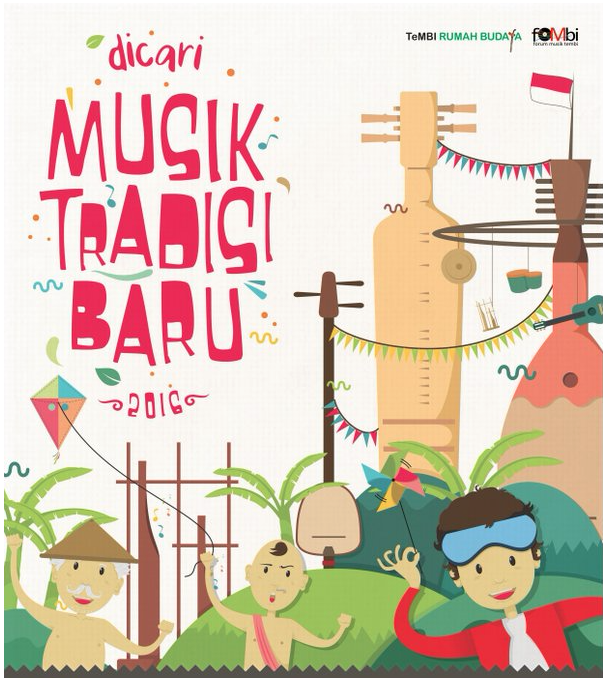 TeMBI RUMAH BUDAYA
fOMbi
forum musik tembi
dicari
MUSIK
TRADISI
BARU
2016